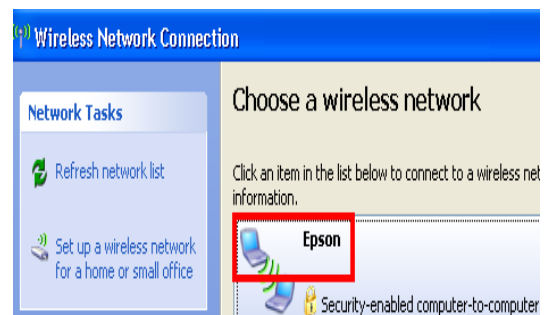 Wireless Network Connection
Network Tasks
Refresh network list
Set up a wireless network
for a home or small office
Choose a wireless network
Click an item in the list below to connect to a wireless net
information.
Epson
Security-enabled computer-to-computer